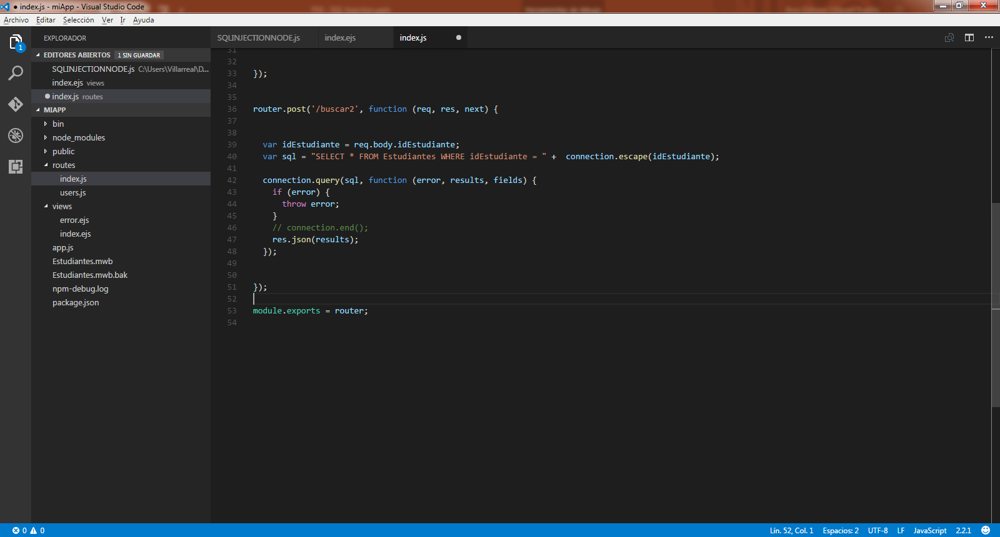 ● index.js - miApp - Visual Studio Code
Archivo Editar Selección Ver Ir Ayuda
EXPLORADOR
EDITORES ABIERTOS 1 SIN GUARDAR
SQLINJECTIONNODE.js C:\Users\Villarreal\D...
index.ejs views
index.js routes
MIAPP
bin
node_modules
public
routes
index.js
users.js
views
error.ejs
index.ejs
app.js
Estudiantes.mwb
Estudiantes.mwb.bak
npm-debug.log
package.json
1
SQLINJECTIONNODE.js index.ejs index.js
31
32
33 });
34
35
36 router.post('/buscar2', function (req, res, next) {
37
38
39 var idEstudiante = req.body.idEstudiante;
40 var sql = "SELECT * FROM Estudiantes WHERE idEstudiante = " +  connection.escape(idEstudiante);
41
42 connection.query(sql, function (error, results, fields) {
43 if (error) {
44 throw error;
45 }
46 // connection.end();
47 res.json(results);
48 });
49
50
51 });
52
53 module.exports = router;
54
0 0 Lín. 52, Col. 1 Espacios: 2 UTF-8 LF JavaScript 2.2.1